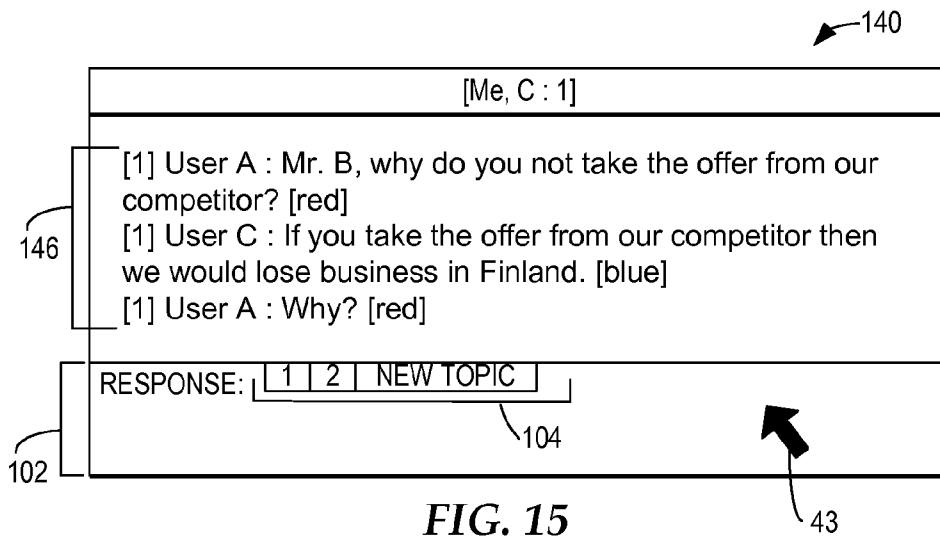 140
[Me, C : 1]
[1] User A : Mr. B, why do you not take the offer from our
competitor? [red]
[1] User C : If you take the offer from our competitor then
we would lose business in Finland. [blue]
[1] User A : Why? [red]
146
RESPONSE: 1 2 NEW TOPIC
104
102
43
FIG. 15